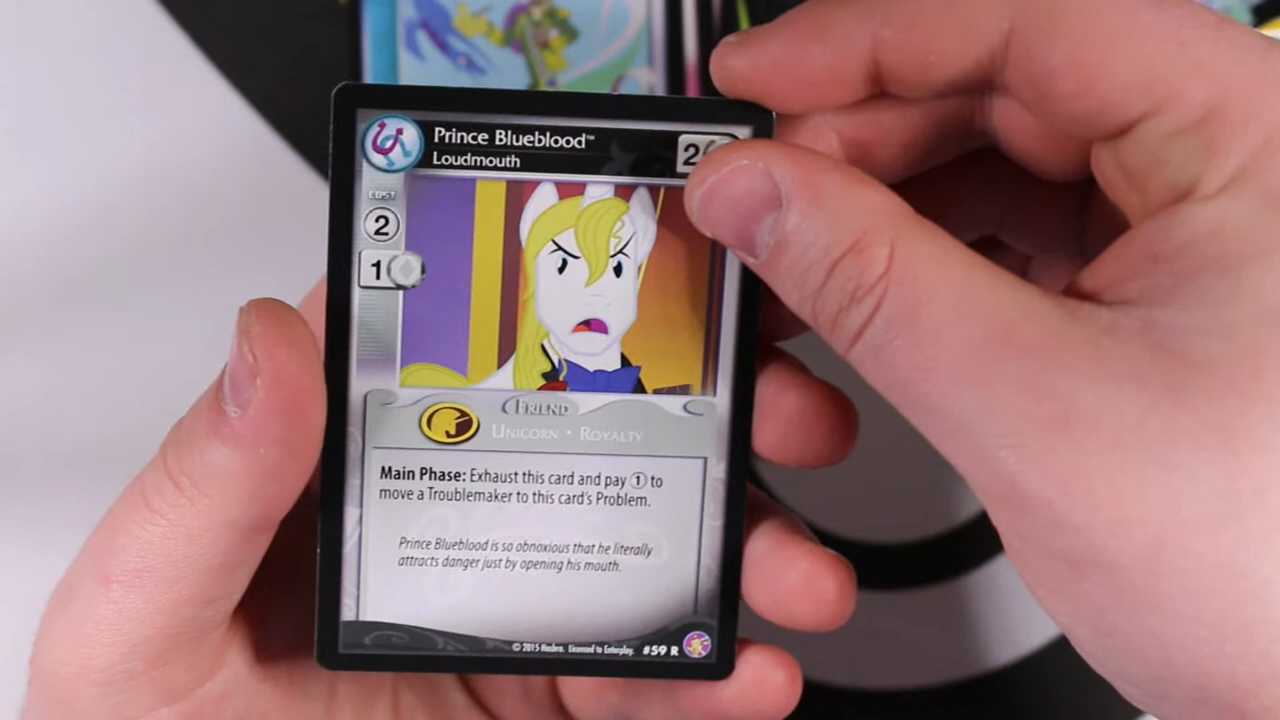 Prince Blueblood™
Loudmouth
2
COST
2
1
FRIEND
UNICORN • ROYALTY
Main Phase: Exhaust this card and pay 1 to
move a Troublemaker to this card's Problem.
Prince Blueblood is so obnoxious that he literally
attracts danger just by opening his mouth.
© 2015 Hasbro. Licensed to Enterplay. #59 R